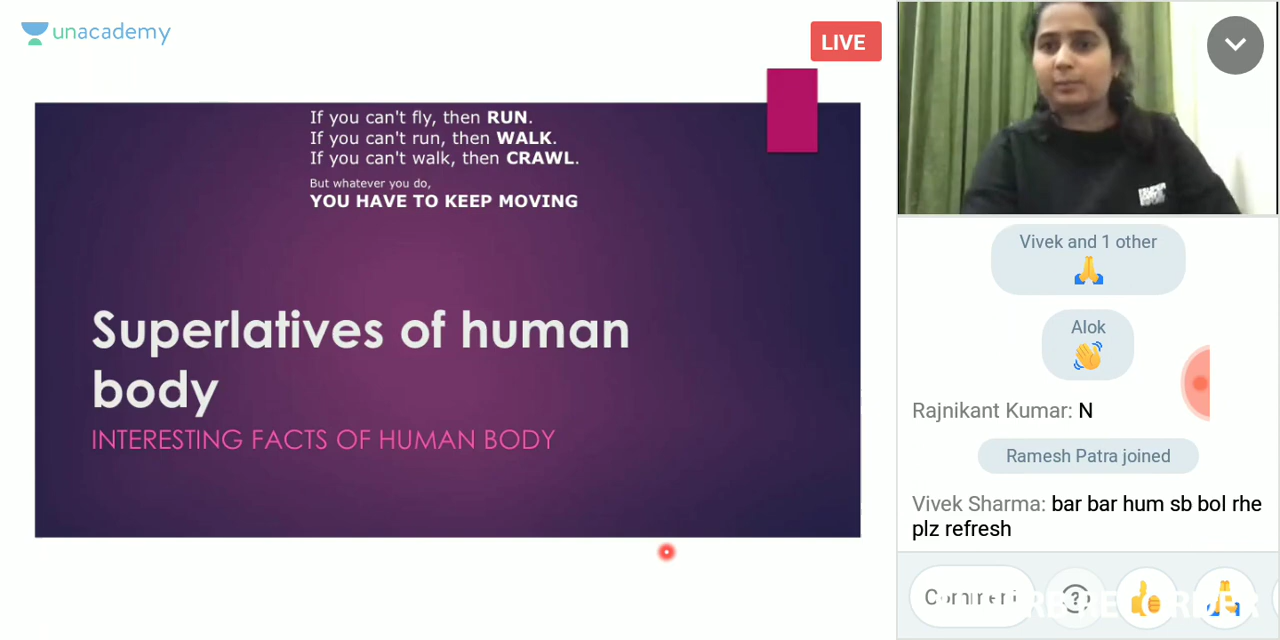 unacademy
LIVE
If you can't fly, then RUN.
If you can't run, then WALK.
If you can't walk, then CRAWL.
But whatever you do,
YOU HAVE TO KEEP MOVING
Superlatives of human
body
INTERESTING FACTS OF HUMAN BODY
Vivek and 1 other
Alok
Rajnikant Kumar: N
Ramesh Patra joined
Vivek Sharma: bar bar hum sb bol rhe
plz refresh